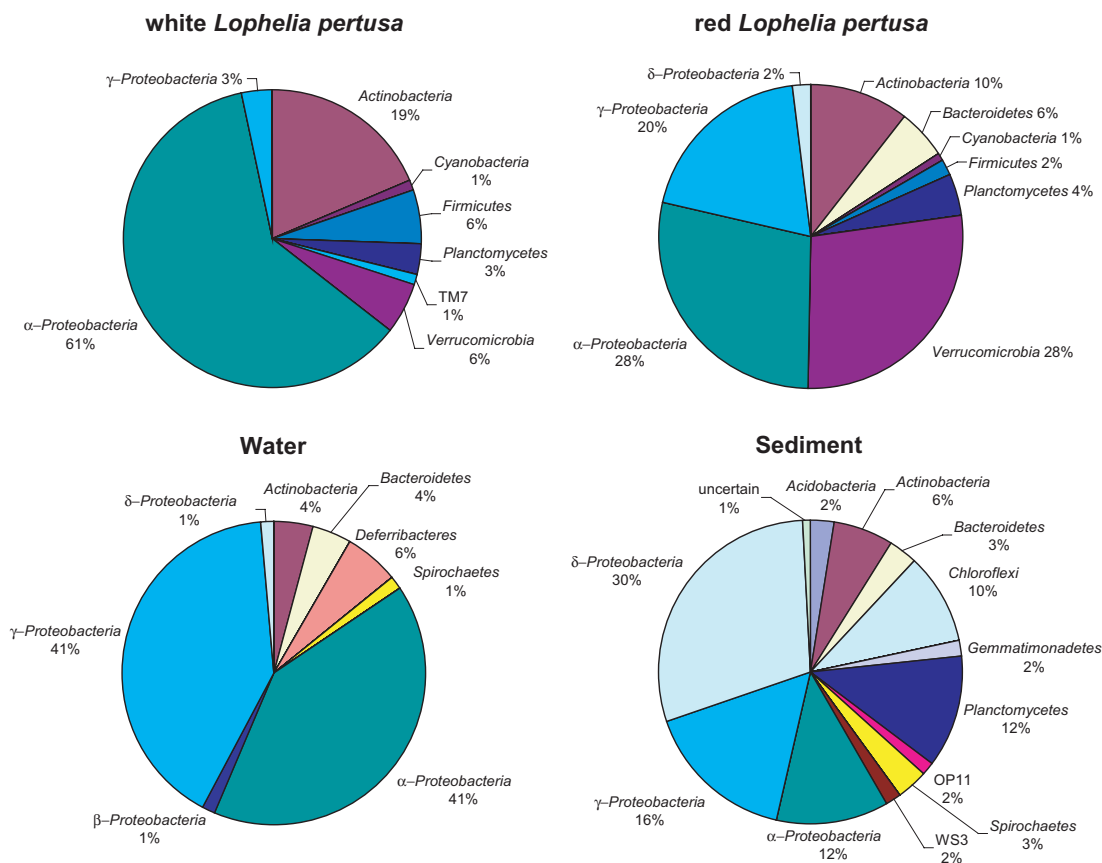 white Lophelia pertusa
γ–Proteobacteria 3%
Actinobacteria
19%
Cyanobacteria
1%
Firmicutes
6%
Planctomycetes
3%
TM7
1%
Verrucomicrobia
6%
α–Proteobacteria
61%
red Lophelia pertusa
δ–Proteobacteria 2%
Actinobacteria 10%
Bacteroidetes 6%
Cyanobacteria 1%
Firmicutes 2%
Planctomycetes 4%
Verrucomicrobia 28%
α–Proteobacteria
28%
γ–Proteobacteria
20%
Water
δ–Proteobacteria
1%
Actinobacteria
4%
Bacteroidetes
4%
Deferribacteres
6%
Spirochaetes
1%
α–Proteobacteria
41%
β–Proteobacteria
1%
γ–Proteobacteria
41%
Sediment
uncertain
1%
Acidobacteria
2%
Actinobacteria
6%
Bacteroidetes
3%
Chloroflexi
10%
Gemmatimonadetes
2%
Planctomycetes
12%
OP11
2%
Spirochaetes
3%
WS3
2%
α–Proteobacteria
12%
γ–Proteobacteria
16%
δ–Proteobacteria
30%